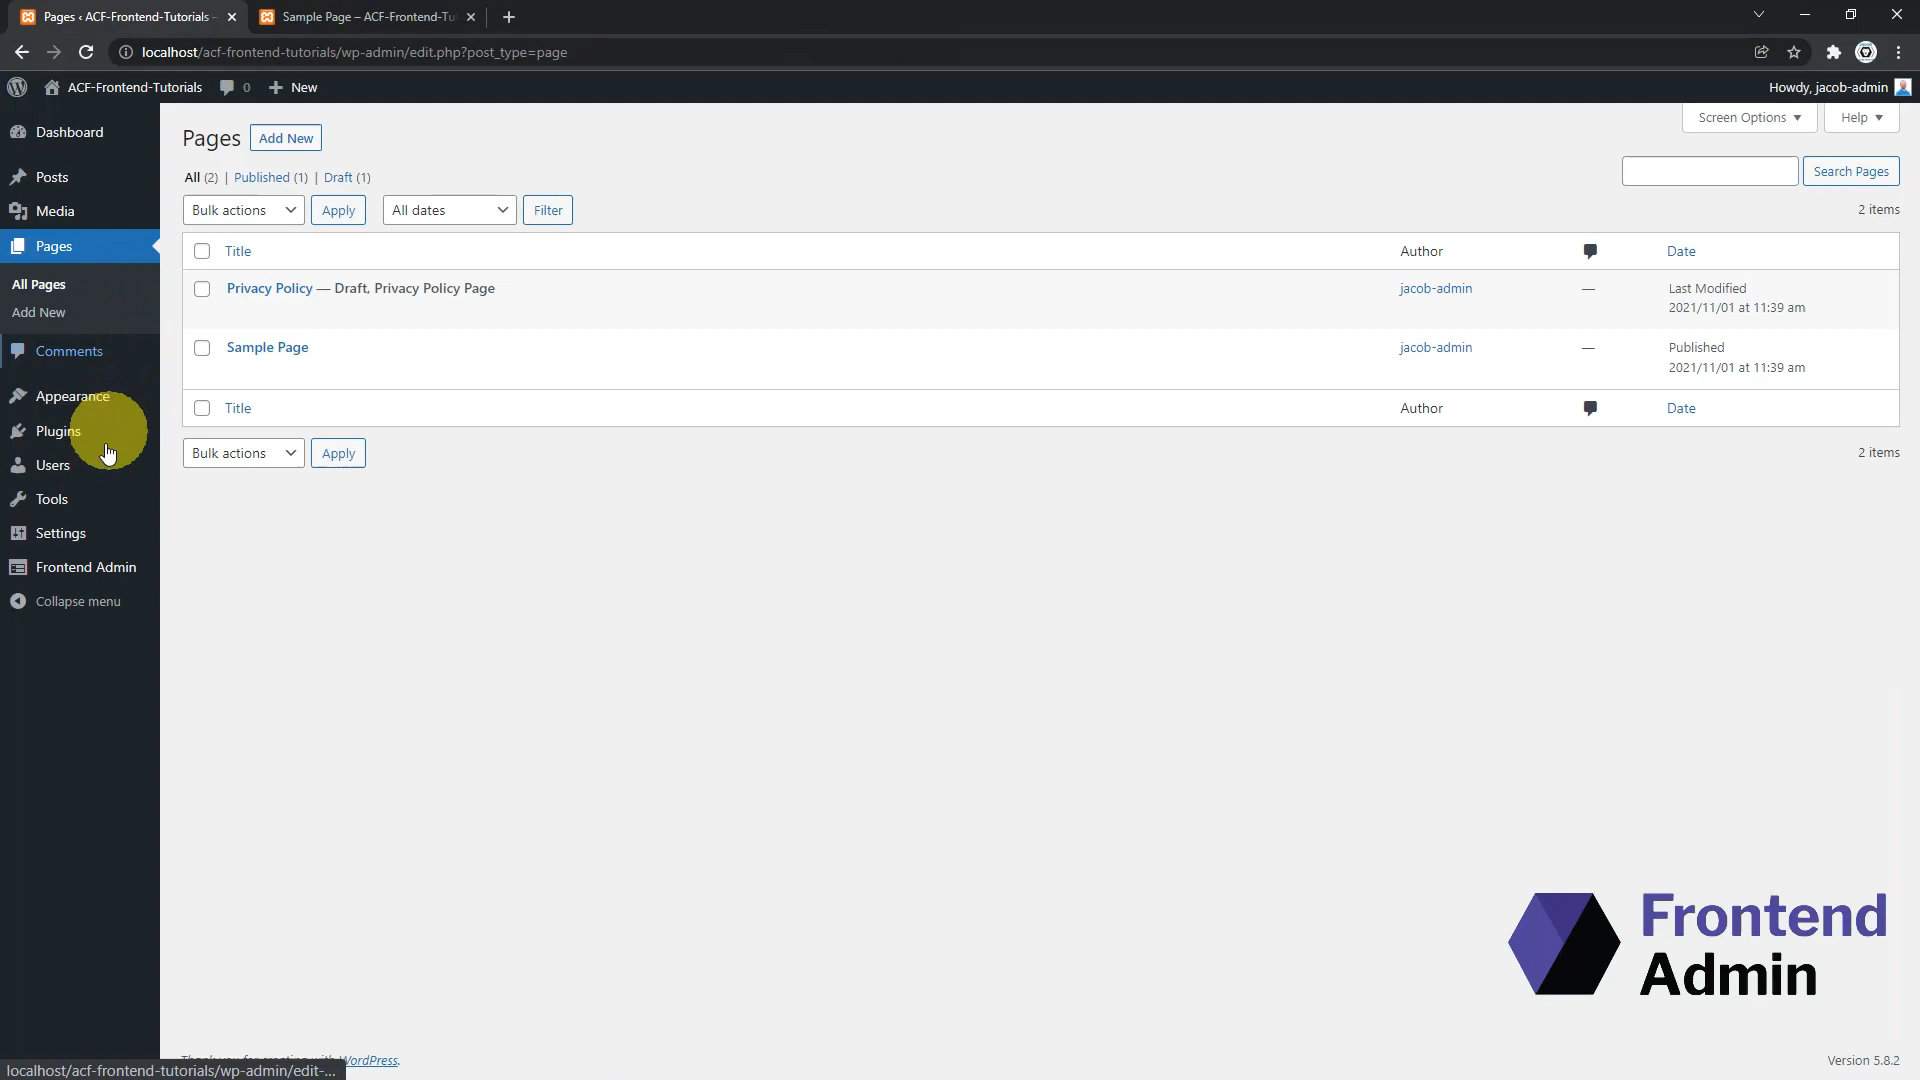 Pages ‹ ACF-Frontend-Tutorials –
Sample Page – ACF-Frontend-Tu
localhost/acf-frontend-tutorials/wp-admin/edit.php?post_type=page
ACF-Frontend-Tutorials
0
New
Howdy, jacob-admin
Dashboard
Posts
Media
Pages
All Pages
Add New
Comments
Appearance
Plugins
Users
Tools
Settings
Frontend Admin
Collapse menu
Screen Options ▼
Help ▼
Pages
Add New
All (2) | Published (1) | Draft (1)
Search Pages
Bulk actions
Apply
All dates
Filter
2 items
Title
Author
Date
Privacy Policy — Draft, Privacy Policy Page
jacob-admin
—
Last Modified
2021/11/01 at 11:39 am
Sample Page
jacob-admin
—
Published
2021/11/01 at 11:39 am
Title
Author
Date
Bulk actions
Apply
2 items
Frontend
Admin
Thank you for creating with WordPress.
Version 5.8.2
localhost/acf-frontend-tutorials/wp-admin/edit-...